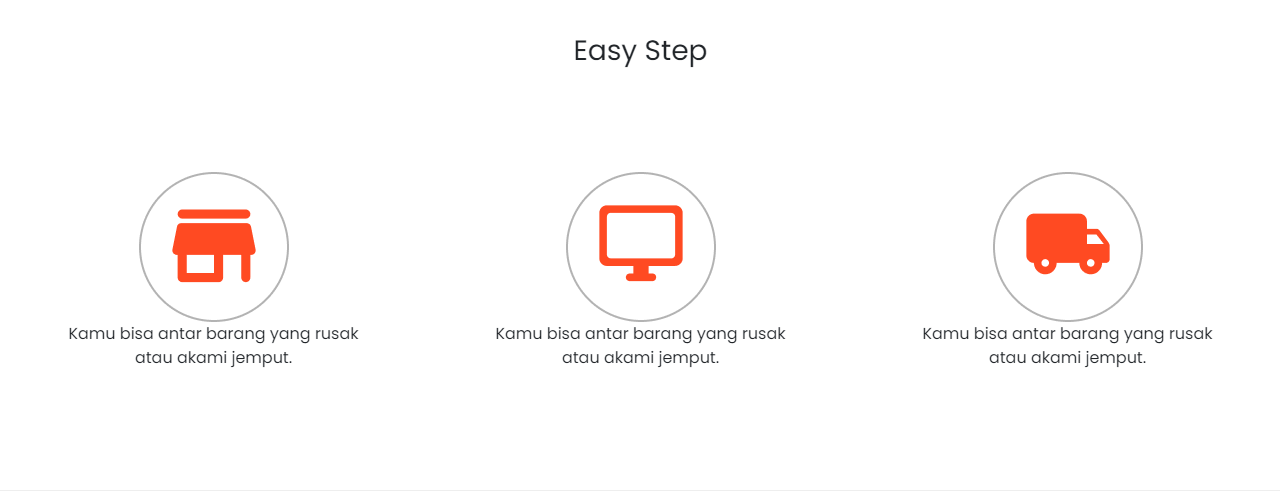 Easy Step
Kamu bisa antar barang yang rusak
atau akami jemput.
Kamu bisa antar barang yang rusak
atau akami jemput.
Kamu bisa antar barang yang rusak
atau akami jemput.